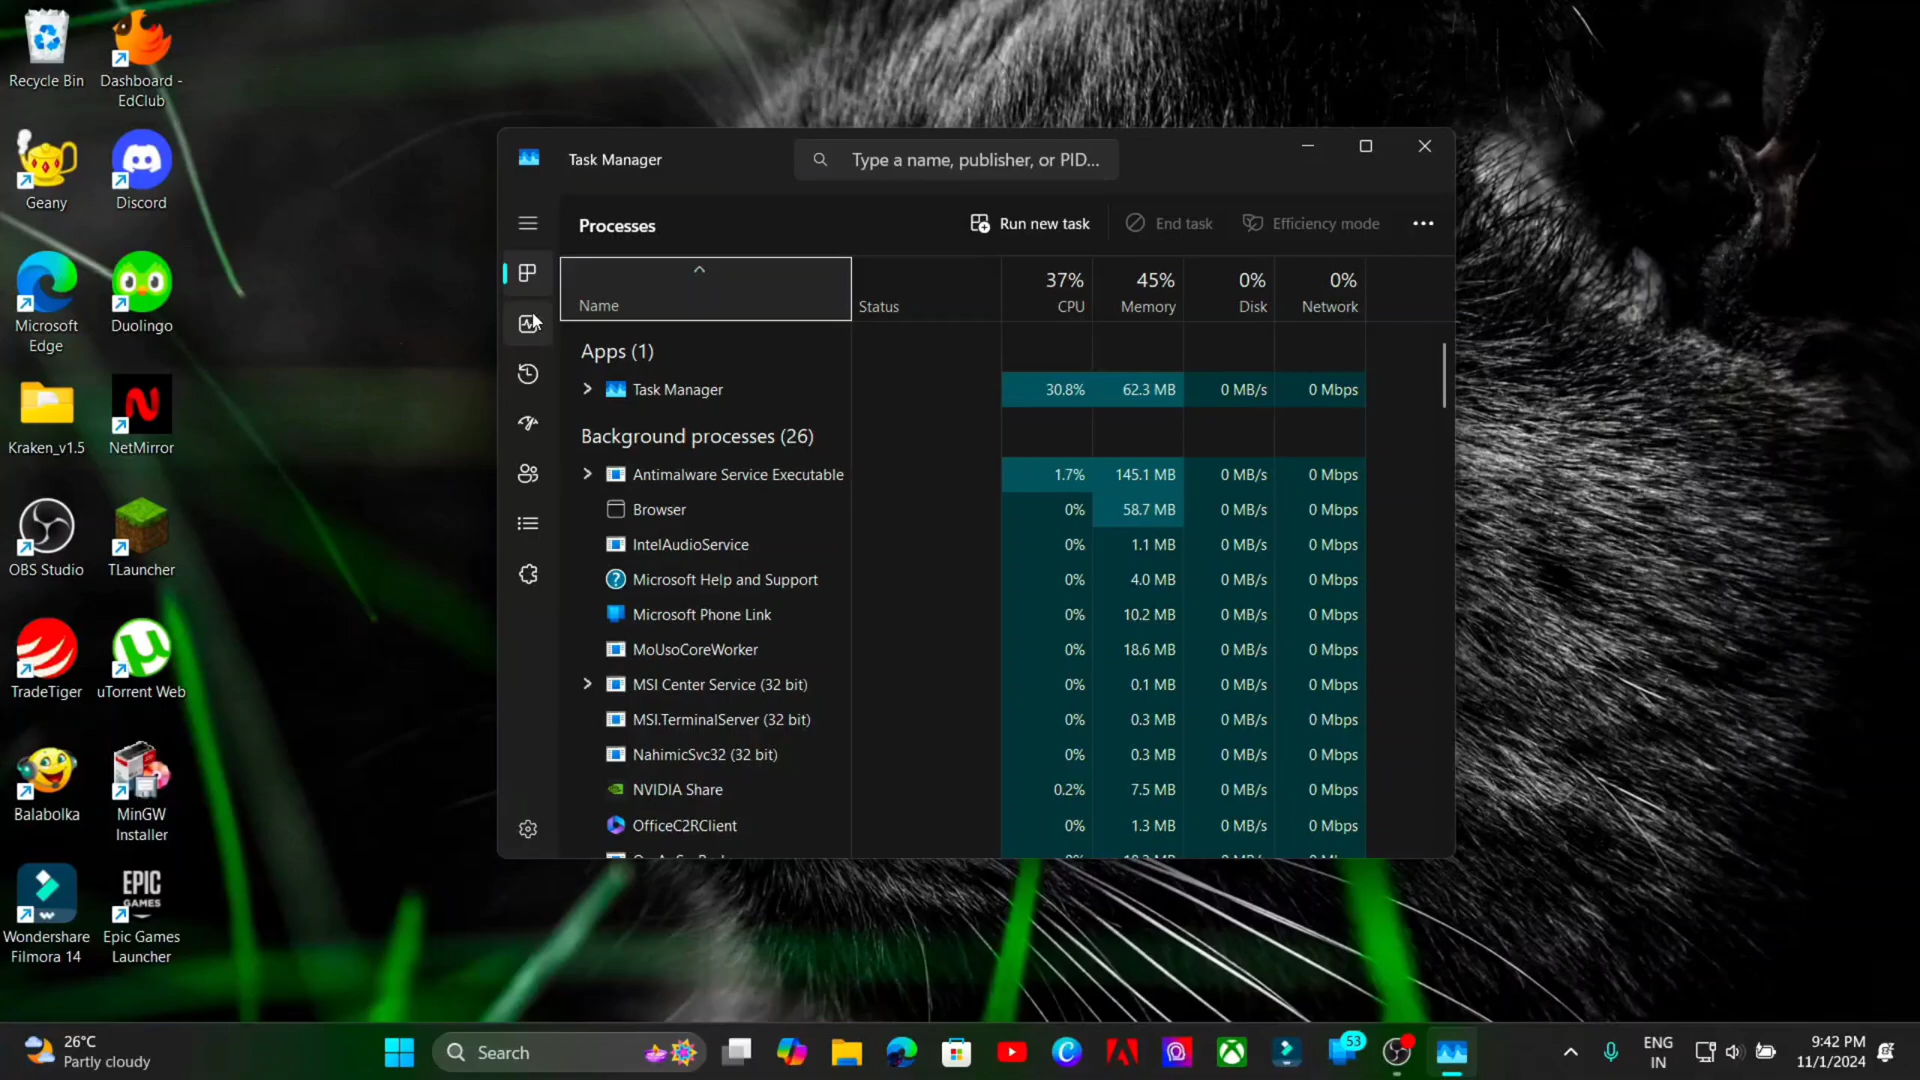 Recycle Bin
Dashboard -
EdClub
Geany
Discord
Microsoft
Edge
Duolingo
Kraken_v1.5
NetMirror
OBS Studio
TLauncher
TradeTiger
uTorrent Web
Balabolka
MinGW
Installer
Wondershare
Filmora 14
EPIC
GAMES
Epic Games
Launcher
Task Manager
Type a name, publisher, or PID...
Processes
Run new task
End task
Efficiency mode
Name
Status
37%
CPU
45%
Memory
0%
Disk
0%
Network
Apps (1)
Task Manager 30.8% 62.3 MB 0 MB/s 0 Mbps
Background processes (26)
Antimalware Service Executable 1.7% 145.1 MB 0 MB/s 0 Mbps
Browser 0% 58.7 MB 0 MB/s 0 Mbps
IntelAudioService 0% 1.1 MB 0 MB/s 0 Mbps
Microsoft Help and Support 0% 4.0 MB 0 MB/s 0 Mbps
Microsoft Phone Link 0% 10.2 MB 0 MB/s 0 Mbps
MoUsoCoreWorker 0% 18.6 MB 0 MB/s 0 Mbps
MSI Center Service (32 bit) 0% 0.1 MB 0 MB/s 0 Mbps
MSI.TerminalServer (32 bit) 0% 0.3 MB 0 MB/s 0 Mbps
NahimicSvc32 (32 bit) 0% 0.3 MB 0 MB/s 0 Mbps
NVIDIA Share 0.2% 7.5 MB 0 MB/s 0 Mbps
OfficeC2RClient 0% 1.3 MB 0 MB/s 0 Mbps
26°C
Partly cloudy
Search
53
ENG
IN
9:42 PM
11/1/2024